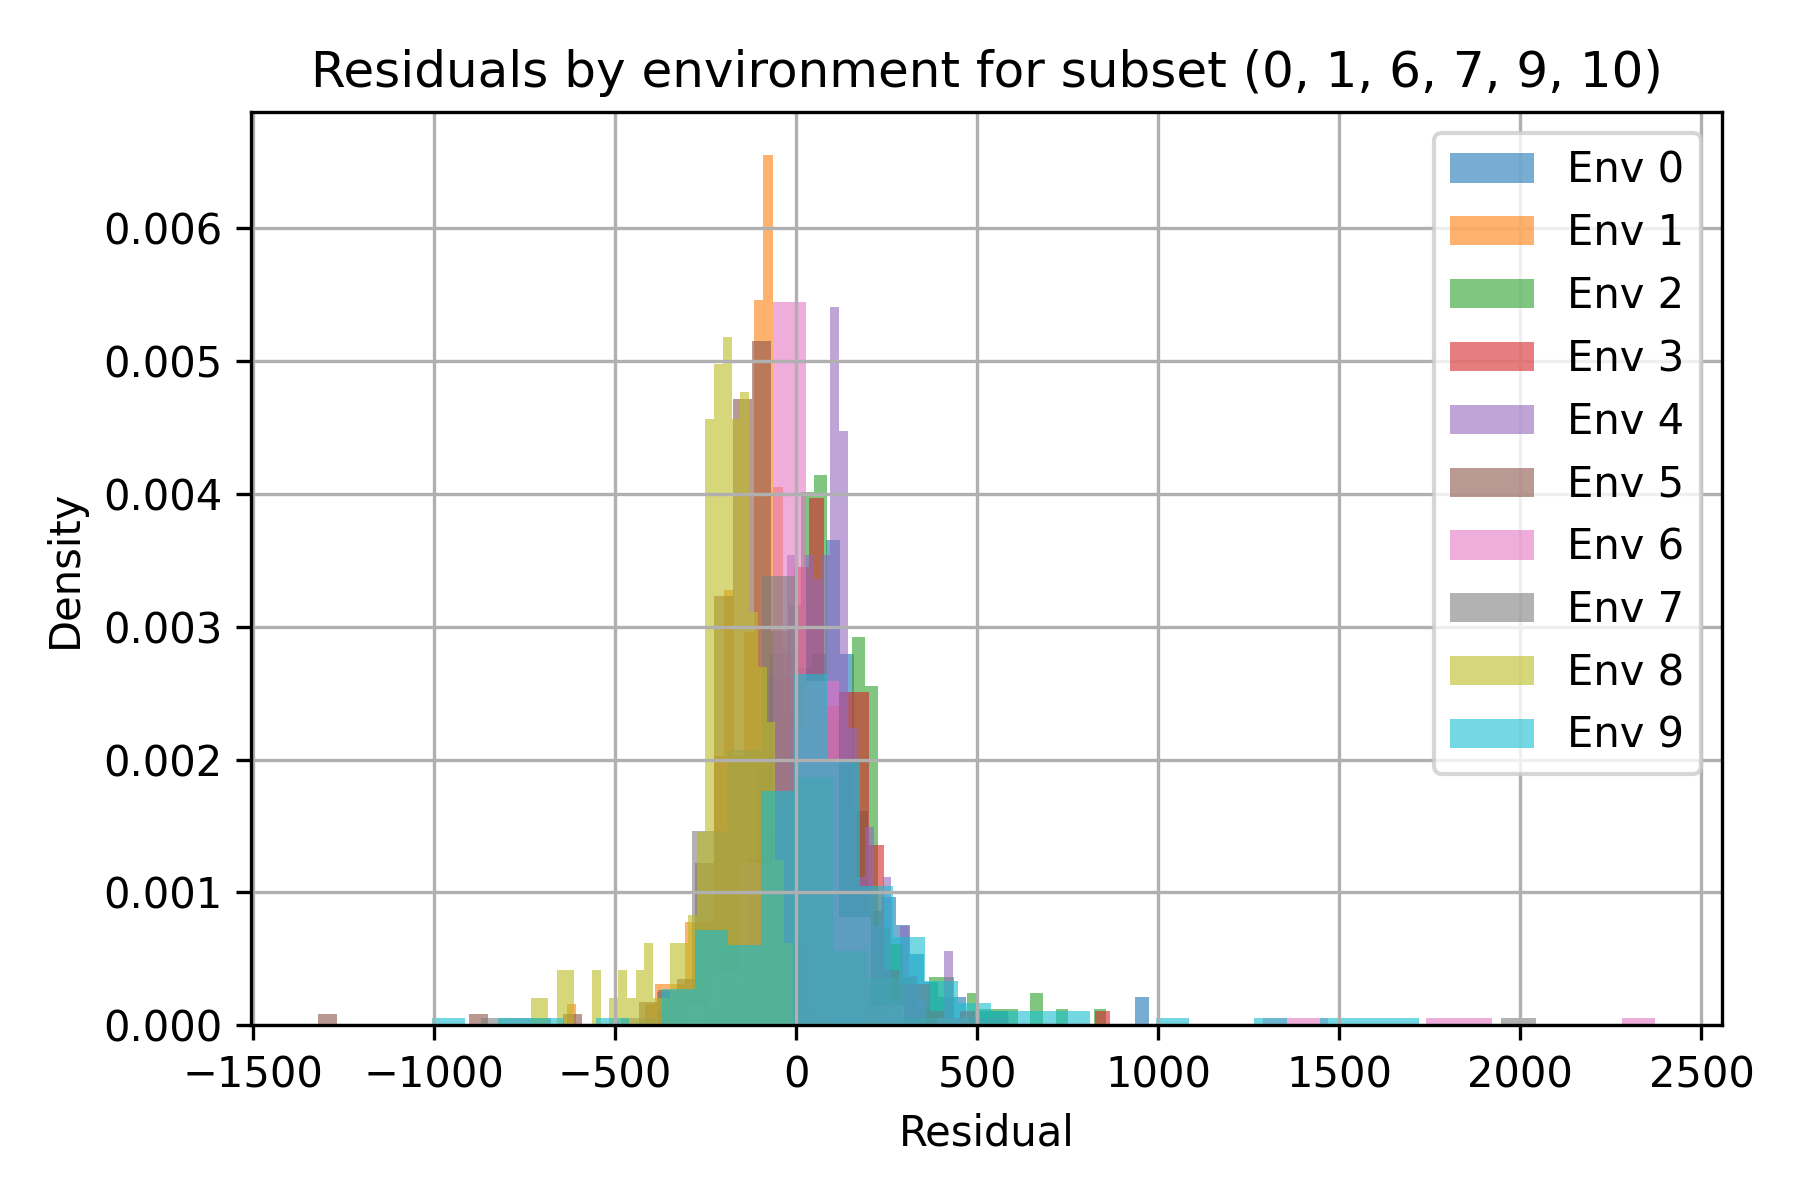 Residuals by environment for subset (0, 1, 6, 7, 9, 10)
Env 0
Env 1
Env 2
Env 3
Env 4
Env 5
Env 6
Env 7
Env 8
Env 9
Density
0.006
0.005
0.004
0.003
0.002
0.001
0.000
−1500 −1000 −500 0 500 1000 1500 2000 2500
Residual